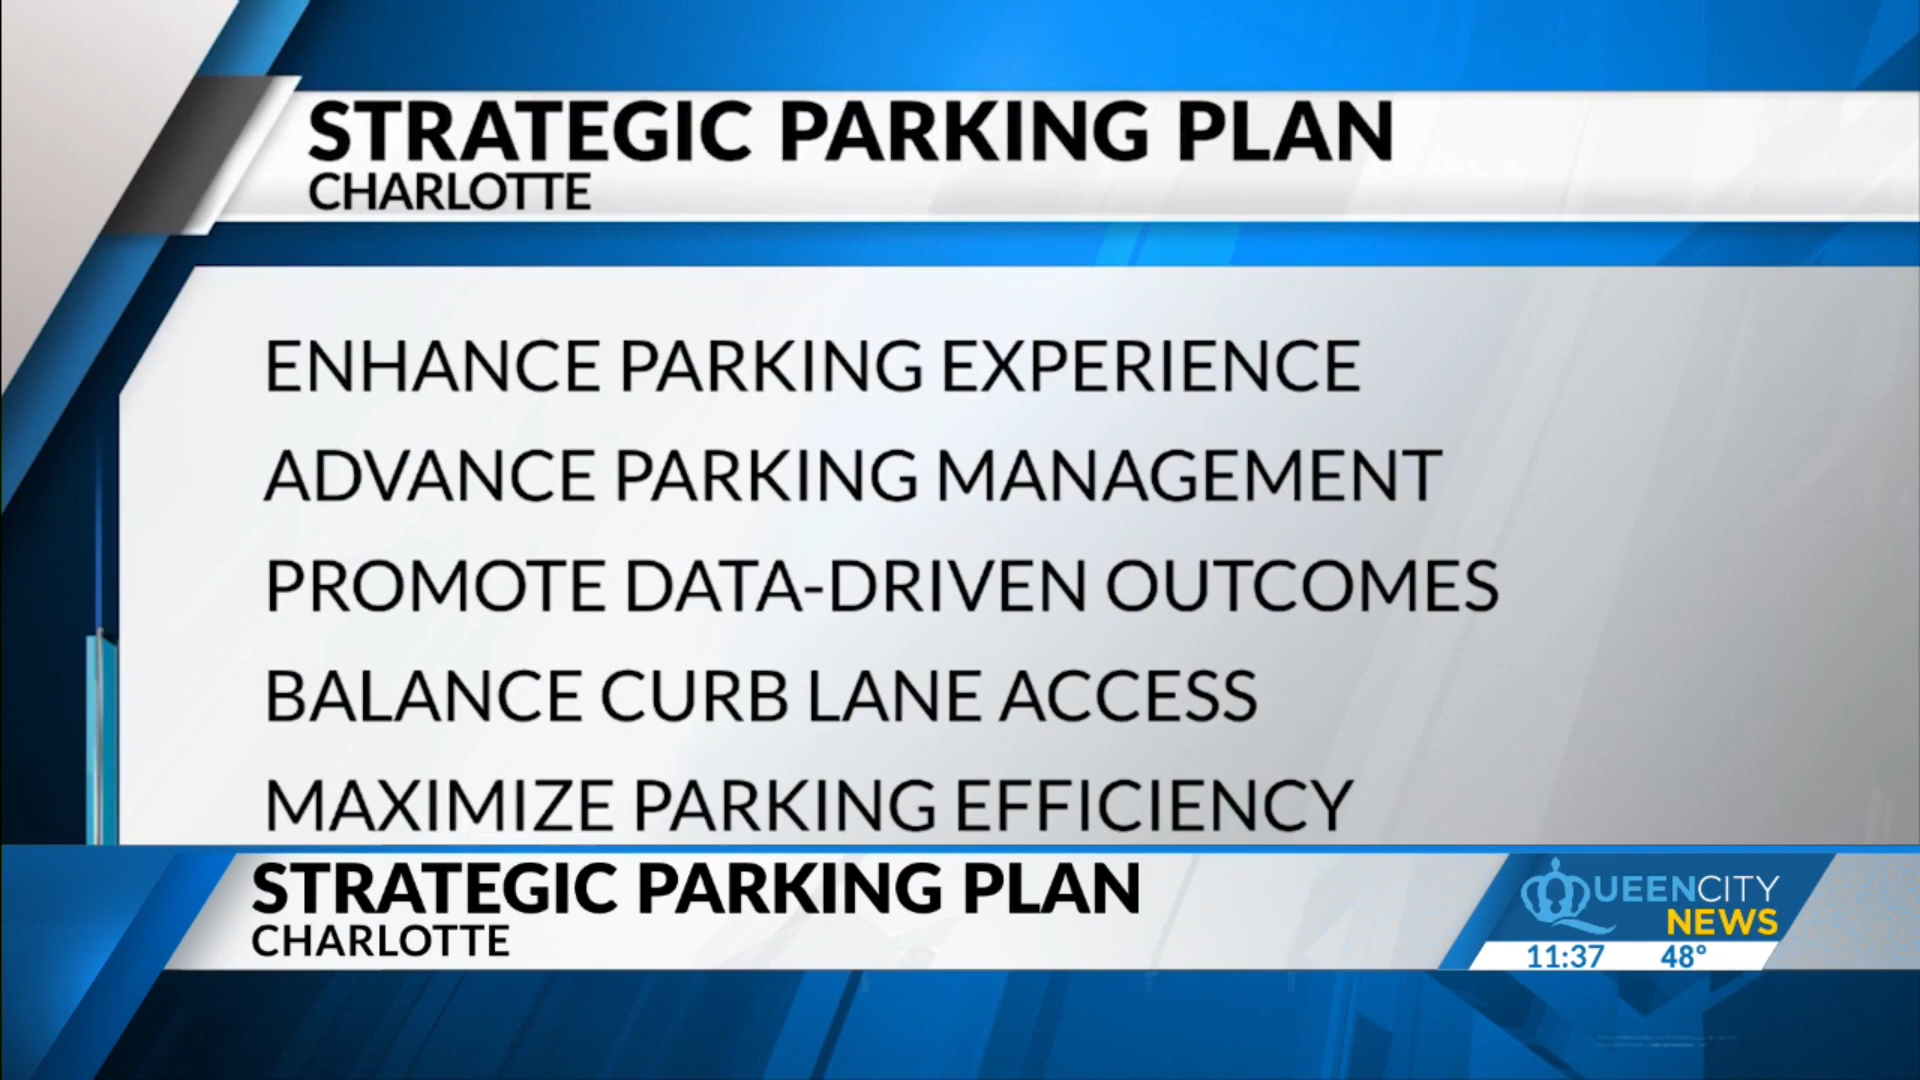 STRATEGIC PARKING PLAN
CHARLOTTE
ENHANCE PARKING EXPERIENCE
ADVANCE PARKING MANAGEMENT
PROMOTE DATA-DRIVEN OUTCOMES
BALANCE CURB LANE ACCESS
MAXIMIZE PARKING EFFICIENCY
STRATEGIC PARKING PLAN
CHARLOTTE
QUEENCITY
NEWS
11:37 48°